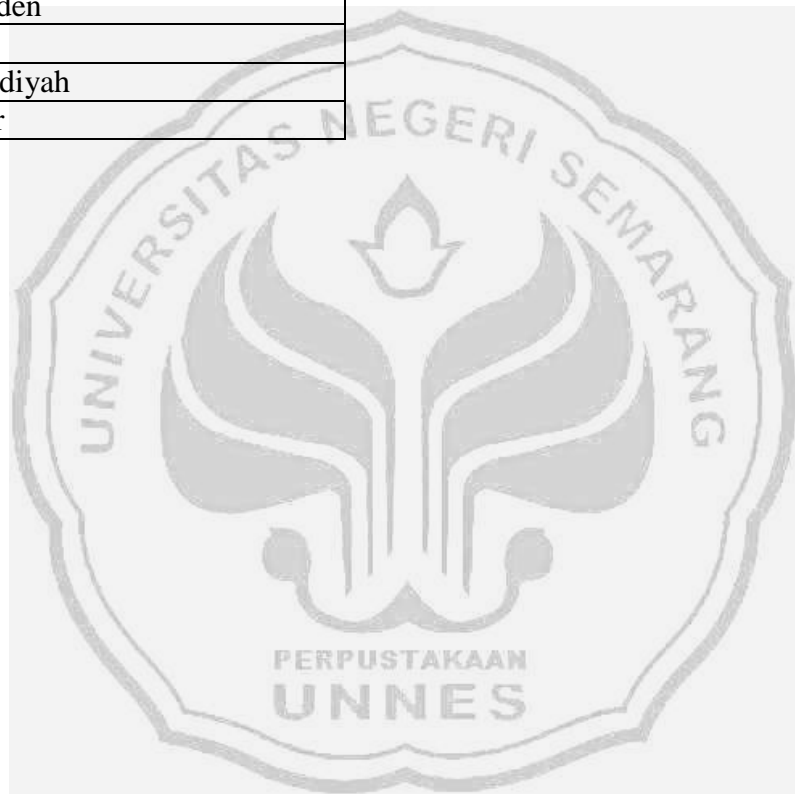 den
diyah
r
UNIVERSITAS NEGERI SEMARANG
PERPUSTAKAAN
UNNES